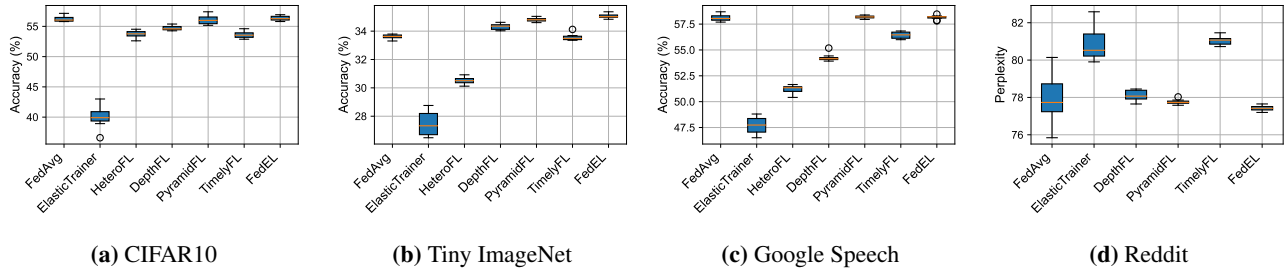 Accuracy (%)
55
50
45
40
FedAvg
ElasticTrainer
HeteroFL
DepthFL
PyramidFL
TimelyFL
FedEL
(a) CIFAR10
Accuracy (%)
34
32
30
28
FedAvg
ElasticTrainer
HeteroFL
DepthFL
PyramidFL
TimelyFL
FedEL
(b) Tiny ImageNet
Accuracy (%)
57.5
55.0
52.5
50.0
47.5
FedAvg
ElasticTrainer
HeteroFL
DepthFL
PyramidFL
TimelyFL
FedEL
(c) Google Speech
Perplexity
82
80
78
76
FedAvg
ElasticTrainer
DepthFL
PyramidFL
TimelyFL
FedEL
(d) Reddit